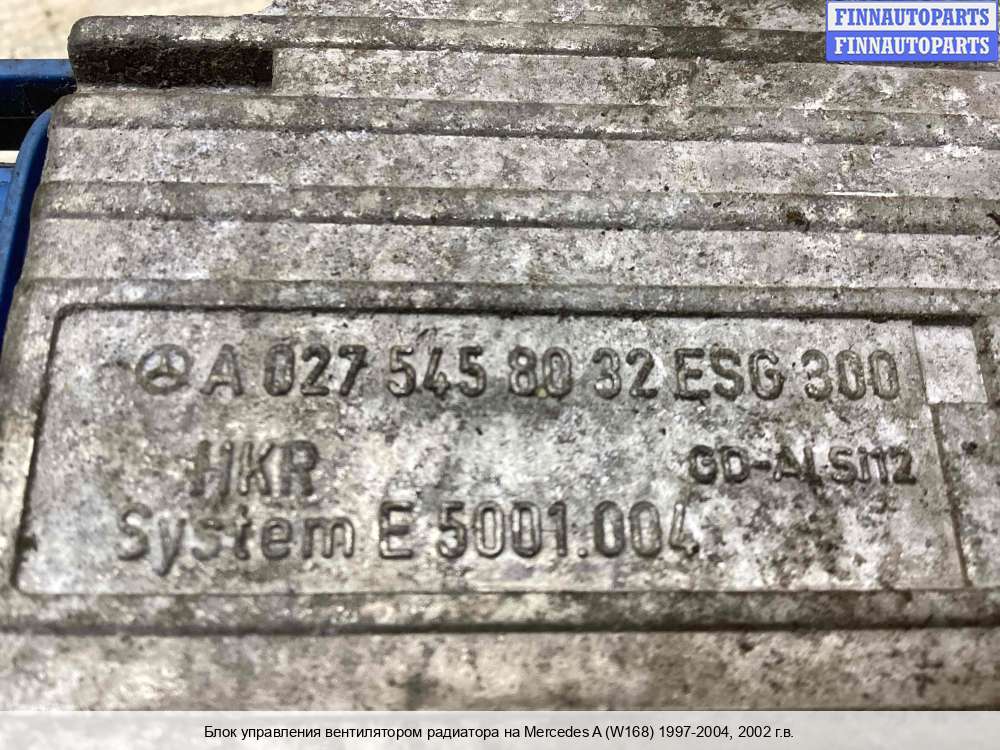 FINNAUTOPARTS
FINNAUTOPARTS
A 027 545 80 32 ESG 300
HKR
GD-AlSi12
System E 5001.004
Блок управления вентилятором радиатора на Mercedes A (W168) 1997-2004, 2002 г.в.